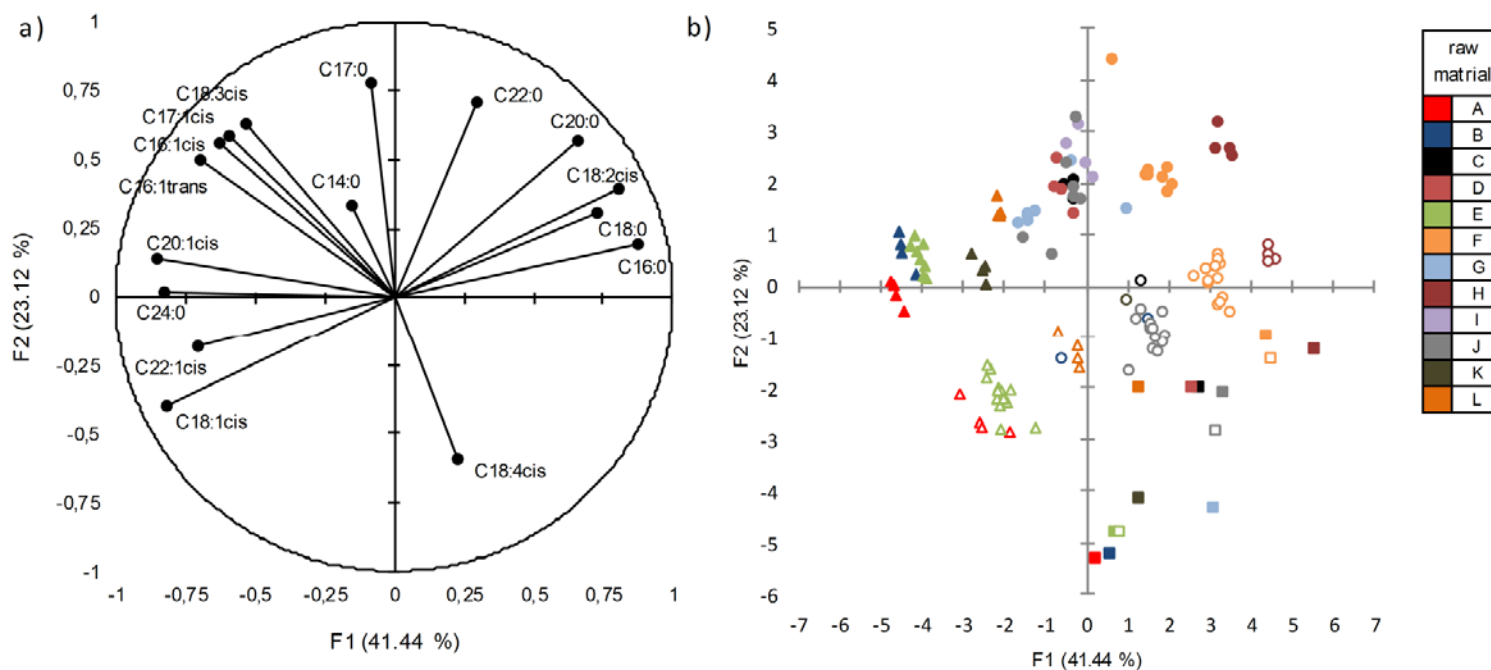 a)
1
0,75
0,5
0,25
0
-0,25
-0,5
-0,75
-1
F2 (23.12 %)
C17:0
C22:0
C18:3cis
C17:1cis
C20:0
C16:1cis
C18:2cis
C16:1trans
C14:0
C18:0
C20:1cis
C16:0
C24:0
C22:1cis
C18:1cis
C18:4cis
-1 -0,75 -0,5 -0,25 0 0,25 0,5 0,75 1
F1 (41.44 %)
b)
5
4
3
2
1
0
-1
-2
-3
-4
-5
-6
F2 (23.12 %)
-7 -6 -5 -4 -3 -2 -1 0 1 2 3 4 5 6 7
F1 (41.44 %)
raw
matrial
A
B
C
D
E
F
G
H
I
J
K
L